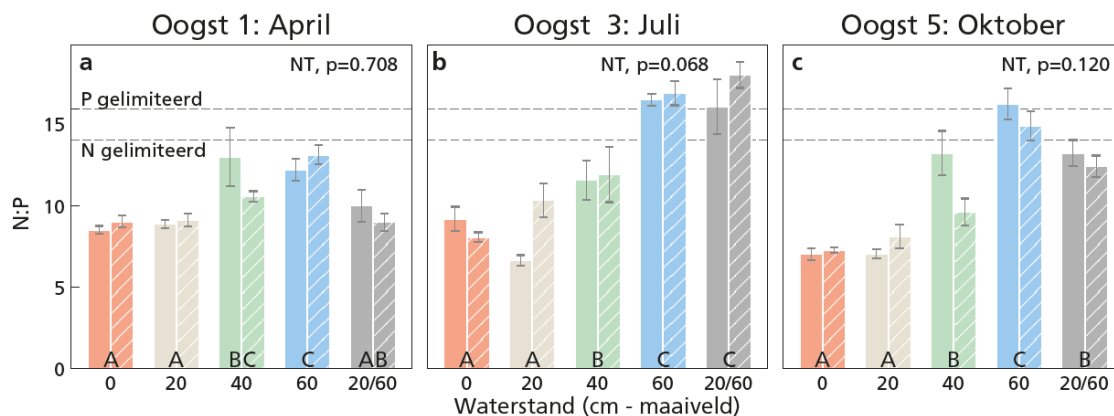 Oogst 1: April
Oogst 3: Juli
Oogst 5: Oktober
a
NT, p=0.708
b
NT, p=0.068
c
NT, p=0.120
P gelimiteerd
N gelimiteerd
N:P
15
10
5
0
A A BC C AB
A A B C C
A A B C B
0 20 40 60 20/60
0 20 40 60 20/60
0 20 40 60 20/60
Waterstand (cm - maaiveld)